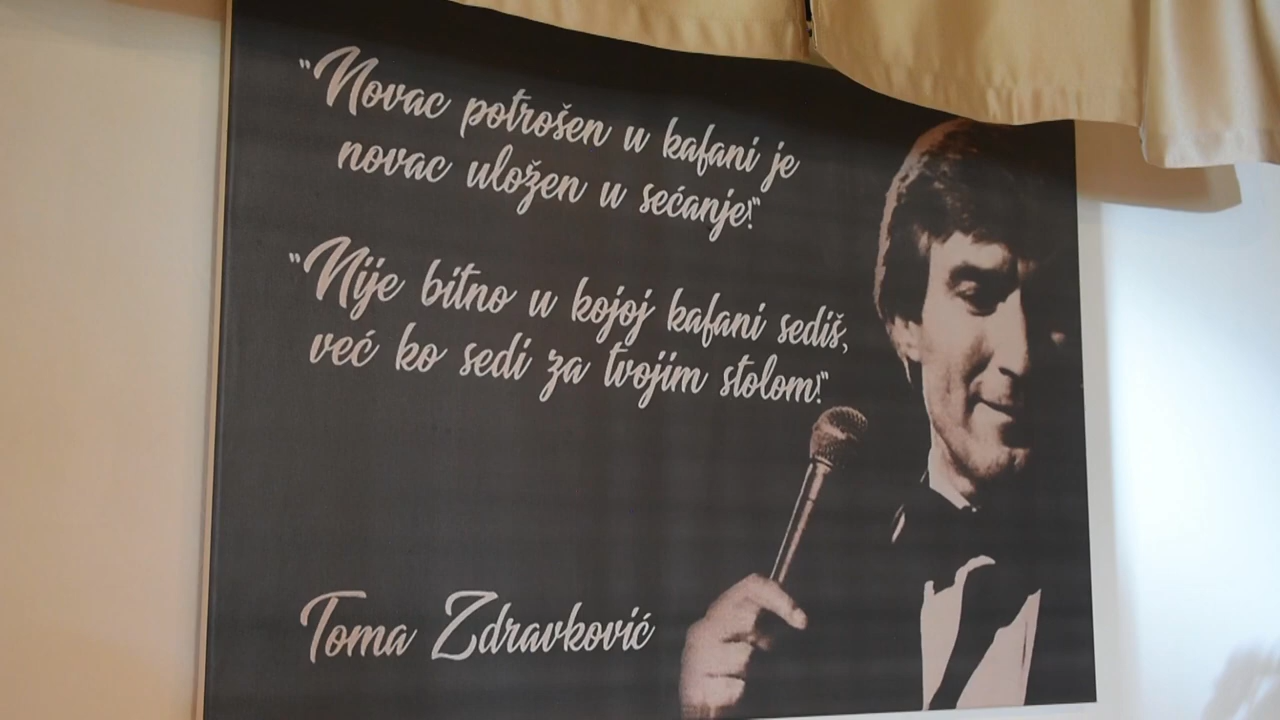 "Novac potrošen u kafani je
novac uložen u sećanje!"
"Nije bitno u kojoj kafani sediš,
već ko sedi za tvojim stolom!"
Toma Zdravković